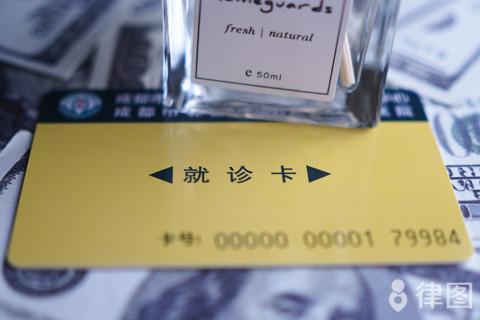 fresh | natural
℮ 50ml
◀就诊卡▶
卡号: 00000 00001 79984
律图